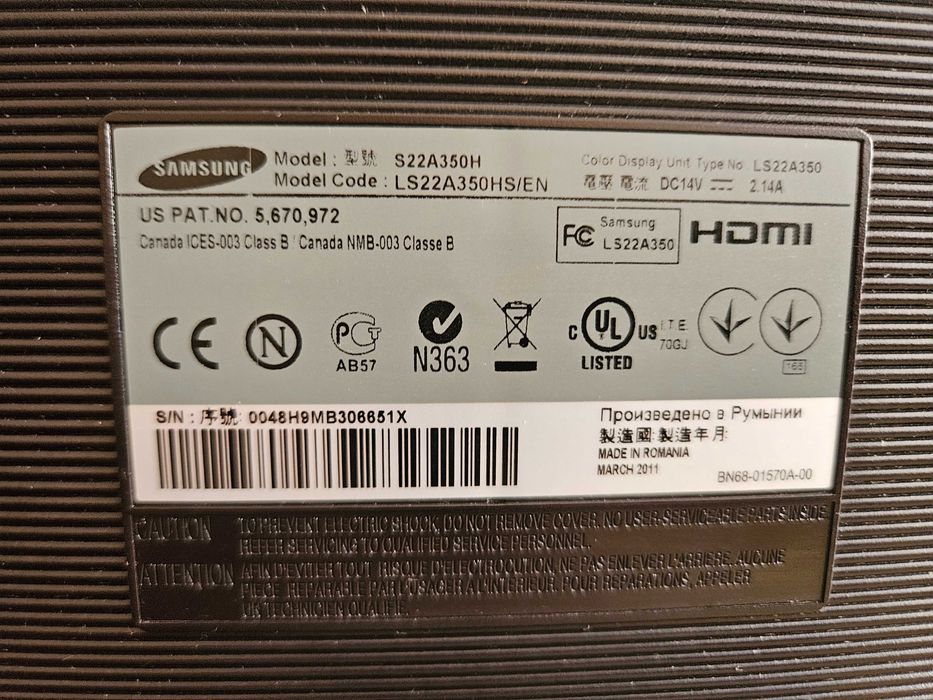 SAMSUNG
Model : 型號 S22A350H
Model Code : LS22A350HS/EN
Color Display Unit Type No. LS22A350
電壓 電流 DC14V 2.14A
US PAT.NO. 5,670,972
Canada ICES-003 Class B / Canada NMB-003 Classe B
FC Samsung
LS22A350
HDMI
CE
N
PCT
AB57
N363
C UL US
LISTED
I.T.E.
70GJ
168
S/N : 序號: 0048H9MB306651X
Произведено в Румынии
製造國: 製造年月:
MADE IN ROMANIA
MARCH 2011
BN68-01570A-00
CAUTION TO PREVENT ELECTRIC SHOCK, DO NOT REMOVE COVER. NO USER-SERVICEABLE PARTS INSIDE.
REFER SERVICING TO QUALIFIED SERVICE PERSONNEL.
ATTENTION AFIN D'EVITER TOUT RISQUE D'ELECTROCUTION, NE PAS ENLEVER L'ARRIERE. AUCUNE
PIECE REPARABLE PAR L'USAGER A L'INTERIEUR. POUR REPARATIONS, APPELER
UN TECHNICIEN QUALIFIE.